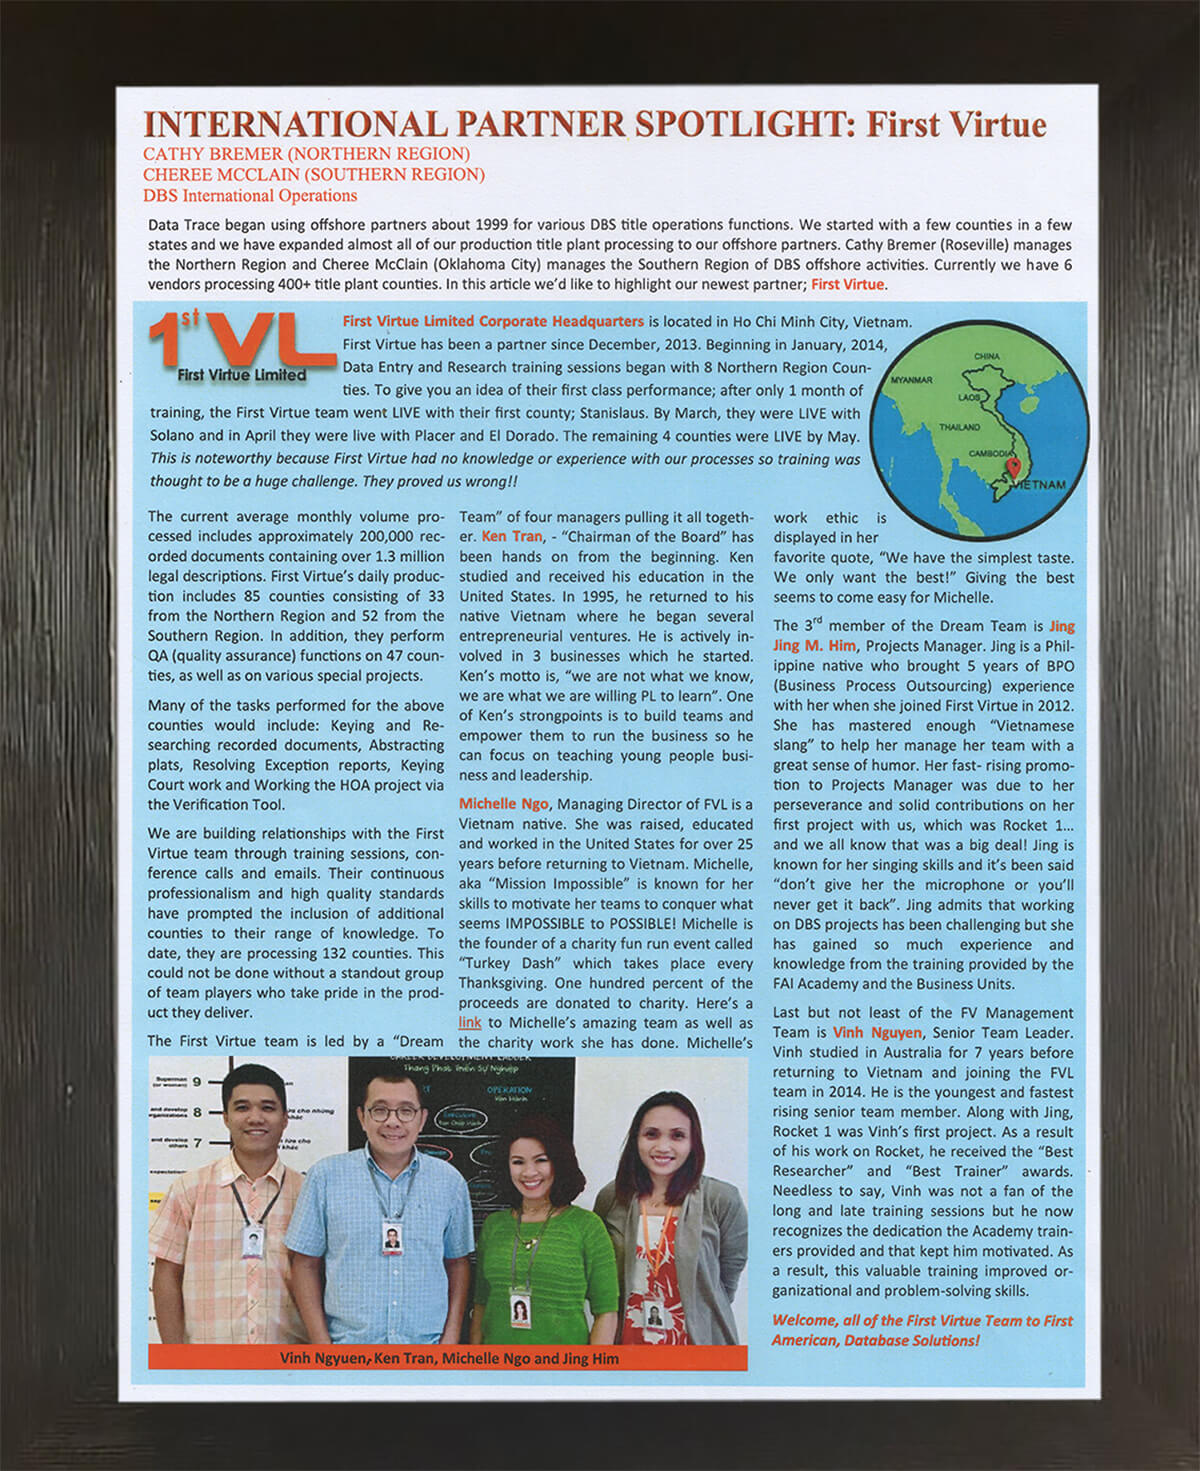 INTERNATIONAL PARTNER SPOTLIGHT: First Virtue
CATHY BREMER (NORTHERN REGION)
CHEREE MCCLAIN (SOUTHERN REGION)
DBS International Operations
Data Trace began using offshore partners about 1999 for various DBS title operations functions. We started with a few counties in a few
states and we have expanded almost all of our production title plant processing to our offshore partners. Cathy Bremer (Roseville) manages
the Northern Region and Cheree McClain (Oklahoma City) manages the Southern Region of DBS offshore activities. Currently we have 6
vendors processing 400+ title plant counties. In this article we'd like to highlight our newest partner; First Virtue.
1st VL
First Virtue Limited
First Virtue Limited Corporate Headquarters is located in Ho Chi Minh City, Vietnam.
First Virtue has been a partner since December, 2013. Beginning in January, 2014,
Data Entry and Research training sessions began with 8 Northern Region Coun-
ties. To give you an idea of their first class performance; after only 1 month of
training, the First Virtue team went LIVE with their first county; Stanislaus. By March, they were LIVE with
Solano and in April they were live with Placer and El Dorado. The remaining 4 counties were LIVE by May.
This is noteworthy because First Virtue had no knowledge or experience with our processes so training was
thought to be a huge challenge. They proved us wrong!!
CHINA
MYANMAR
LAOS
THAILAND
CAMBODIA
VIETNAM
The current average monthly volume pro-
cessed includes approximately 200,000 rec-
orded documents containing over 1.3 million
legal descriptions. First Virtue's daily produc-
tion includes 85 counties consisting of 33
from the Northern Region and 52 from the
Southern Region. In addition, they perform
QA (quality assurance) functions on 47 coun-
ties, as well as on various special projects.
Many of the tasks performed for the above
counties would include: Keying and Re-
searching recorded documents, Abstracting
plats, Resolving Exception reports, Keying
Court work and Working the HOA project via
the Verification Tool.
We are building relationships with the First
Virtue team through training sessions, con-
ference calls and emails. Their continuous
professionalism and high quality standards
have prompted the inclusion of additional
counties to their range of knowledge. To
date, they are processing 132 counties. This
could not be done without a standout group
of team players who take pride in the prod-
uct they deliver.
The First Virtue team is led by a "Dream
Team" of four managers pulling it all togeth-
er. Ken Tran, - "Chairman of the Board" has
been hands on from the beginning. Ken
studied and received his education in the
United States. In 1995, he returned to his
native Vietnam where he began several
entrepreneurial ventures. He is actively in-
volved in 3 businesses which he started.
Ken's motto is, "we are not what we know,
we are what we are willing PL to learn". One
of Ken's strongpoints is to build teams and
empower them to run the business so he
can focus on teaching young people busi-
ness and leadership.
Michelle Ngo, Managing Director of FVL is a
Vietnam native. She was raised, educated
and worked in the United States for over 25
years before returning to Vietnam. Michelle,
aka "Mission Impossible" is known for her
skills to motivate her teams to conquer what
seems IMPOSSIBLE to POSSIBLE! Michelle is
the founder of a charity fun run event called
"Turkey Dash" which takes place every
Thanksgiving. One hundred percent of the
proceeds are donated to charity. Here's a
link to Michelle's amazing team as well as
the charity work she has done. Michelle's
work ethic is
displayed in her
favorite quote, "We have the simplest taste.
We only want the best!" Giving the best
seems to come easy for Michelle.
The 3rd member of the Dream Team is Jing
Jing M. Him, Projects Manager. Jing is a Phil-
ippine native who brought 5 years of BPO
(Business Process Outsourcing) experience
with her when she joined First Virtue in 2012.
She has mastered enough "Vietnamese
slang" to help her manage her team with a
great sense of humor. Her fast- rising promo-
tion to Projects Manager was due to her
perseverance and solid contributions on her
first project with us, which was Rocket 1...
and we all know that was a big deal! Jing is
known for her singing skills and it's been said
"don't give her the microphone or you'll
never get it back". Jing admits that working
on DBS projects has been challenging but she
has gained so much experience and
knowledge from the training provided by the
FAI Academy and the Business Units.
Last but not least of the FV Management
Team is Vinh Nguyen, Senior Team Leader.
Vinh studied in Australia for 7 years before
returning to Vietnam and joining the FVL
team in 2014. He is the youngest and fastest
rising senior team member. Along with Jing,
Rocket 1 was Vinh's first project. As a result
of his work on Rocket, he received the "Best
Researcher" and "Best Trainer" awards.
Needless to say, Vinh was not a fan of the
long and late training sessions but he now
recognizes the dedication the Academy train-
ers provided and that kept him motivated. As
a result, this valuable training improved or-
ganizational and problem-solving skills.
Welcome, all of the First Virtue Team to First
American, Database Solutions!
CAREER DEVELOPMENT LADDER
Thang Phát Triển Sự Nghiệp
OPERATION
Vận Hành
Superman
(or woman) 9
and develop
organizations 8
and develop
others 7
Vinh Ngyuen, Ken Tran, Michelle Ngo and Jing Him